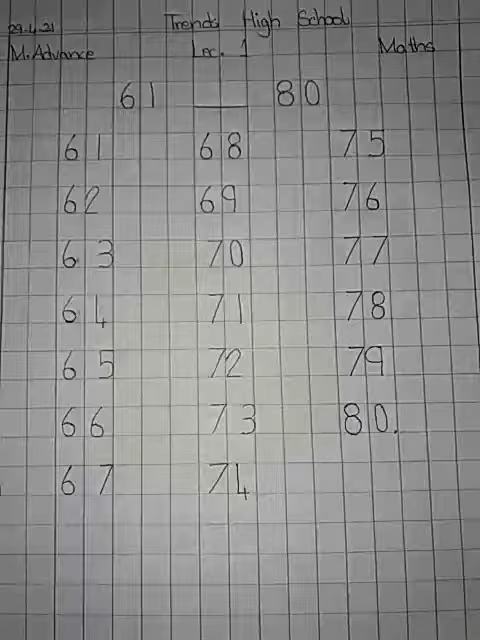 29.4.21 Trends High School
M.Advance Lec. 1 Maths
61 __ 80
61 68 75
62 69 76
63 70 77
64 71 78
65 72 79
66 73 80.
67 74